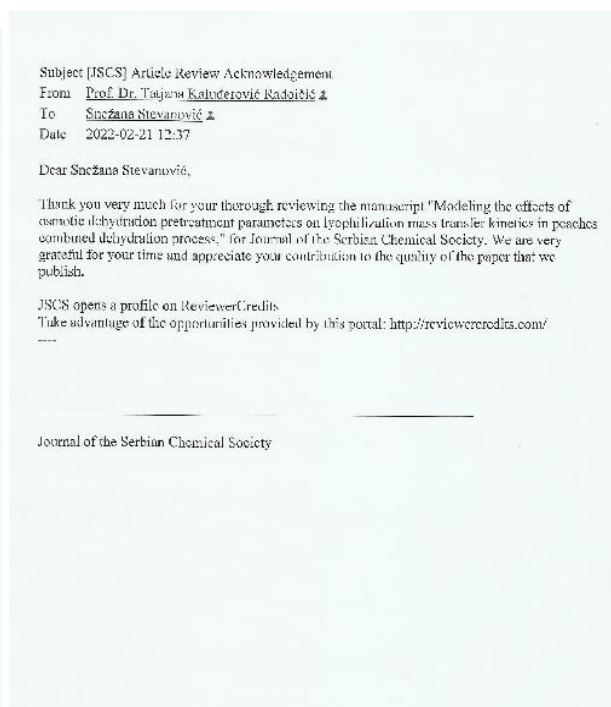 Subject [JSCS] Article Review Acknowledgement
From Prof. Dr. Tatjana Kaluđerović Radoičić
To Snežana Stevanović
Date 2022-02-21 12:37
Dear Snežana Stevanović,
Thank you very much for your thorough reviewing the manuscript "Modeling the effects of
osmotic dehydration pretreatment parameters on lyophilization mass transfer kinetics in peaches
combined dehydration process," for Journal of the Serbian Chemical Society. We are very
grateful for your time and appreciate your contribution to the quality of the paper that we
publish.
JSCS opens a profile on ReviewerCredits
Take advantage of the opportunities provided by this portal: http://reviewercredits.com/
----
Journal of the Serbian Chemical Society